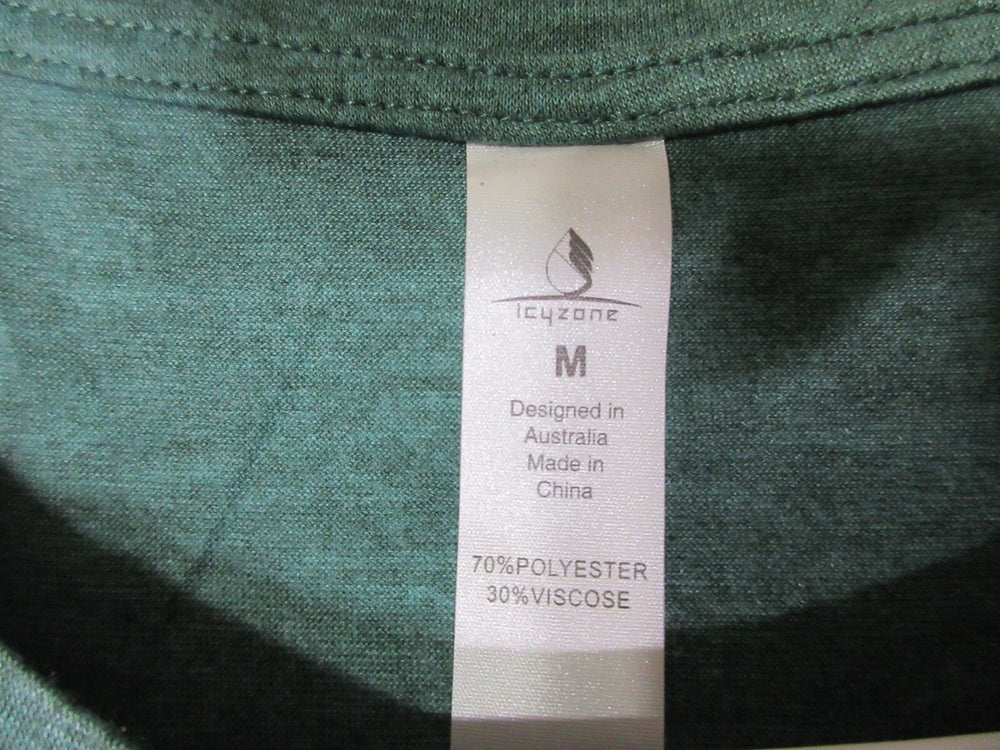 Icyzone
M
Designed in
Australia
Made in
China
70%POLYESTER
30%VISCOSE